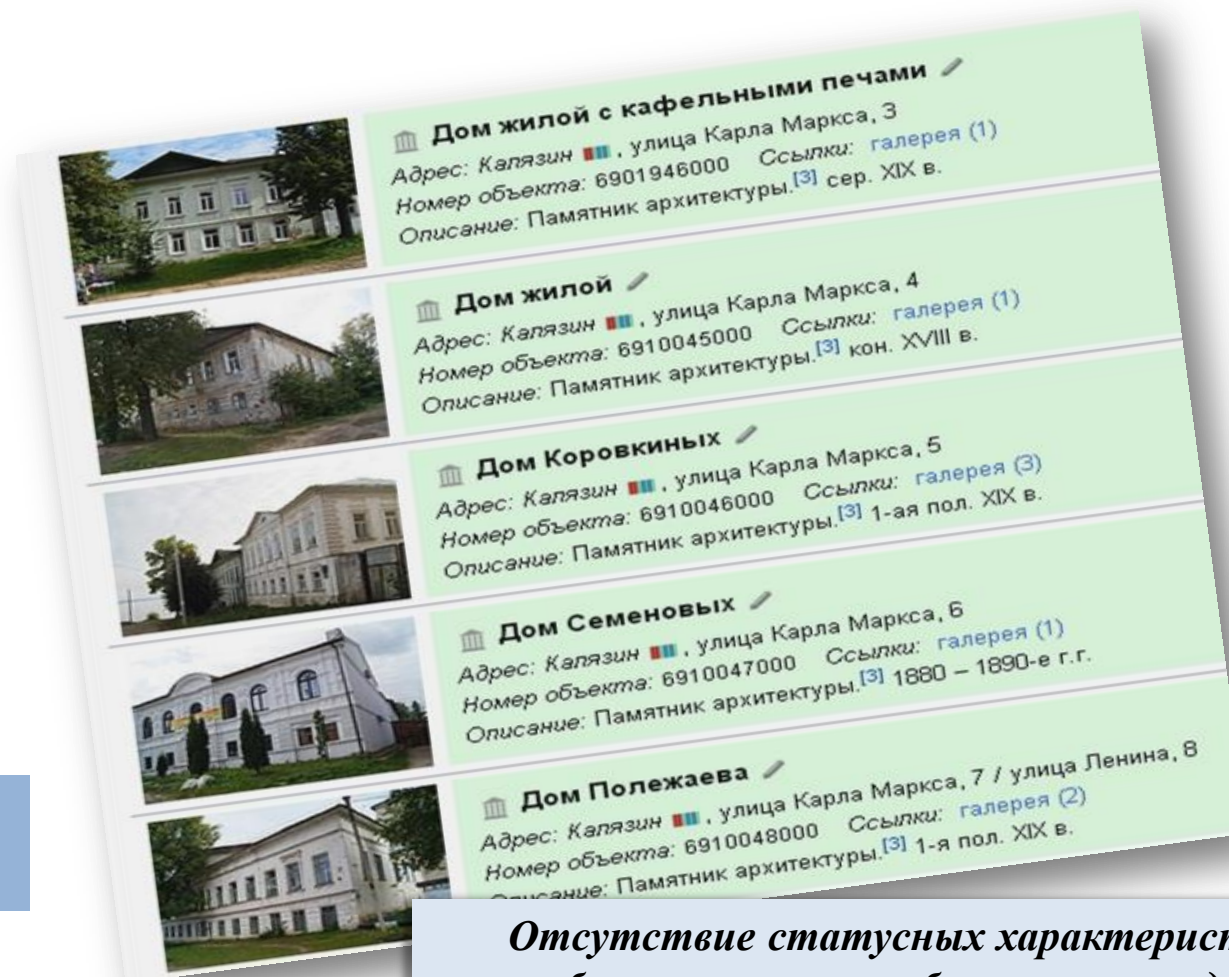 Дом жилой с кафельными печами
Адрес: Калязин , улица Карла Маркса, 3
Номер объекта: 6901946000 Ссылки: галерея (1)
Описание: Памятник архитектуры.[3] сер. XIX в.
Дом жилой
Адрес: Калязин , улица Карла Маркса, 4
Номер объекта: 6910045000 Ссылки: галерея (1)
Описание: Памятник архитектуры.[3] кон. XVIII в.
Дом Коровкиных
Адрес: Калязин , улица Карла Маркса, 5
Номер объекта: 6910046000 Ссылки: галерея (3)
Описание: Памятник архитектуры.[3] 1-ая пол. XIX в.
Дом Семеновых
Адрес: Калязин , улица Карла Маркса, 6
Номер объекта: 6910047000 Ссылки: галерея (1)
Описание: Памятник архитектуры.[3] 1880 – 1890-е г.г.
Дом Полежаева
Адрес: Калязин , улица Карла Маркса, 7 / улица Ленина, 8
Номер объекта: 6910048000 Ссылки: галерея (2)
Описание: Памятник архитектуры.[3] 1-я пол. XIX в.
Отсутствие статусных